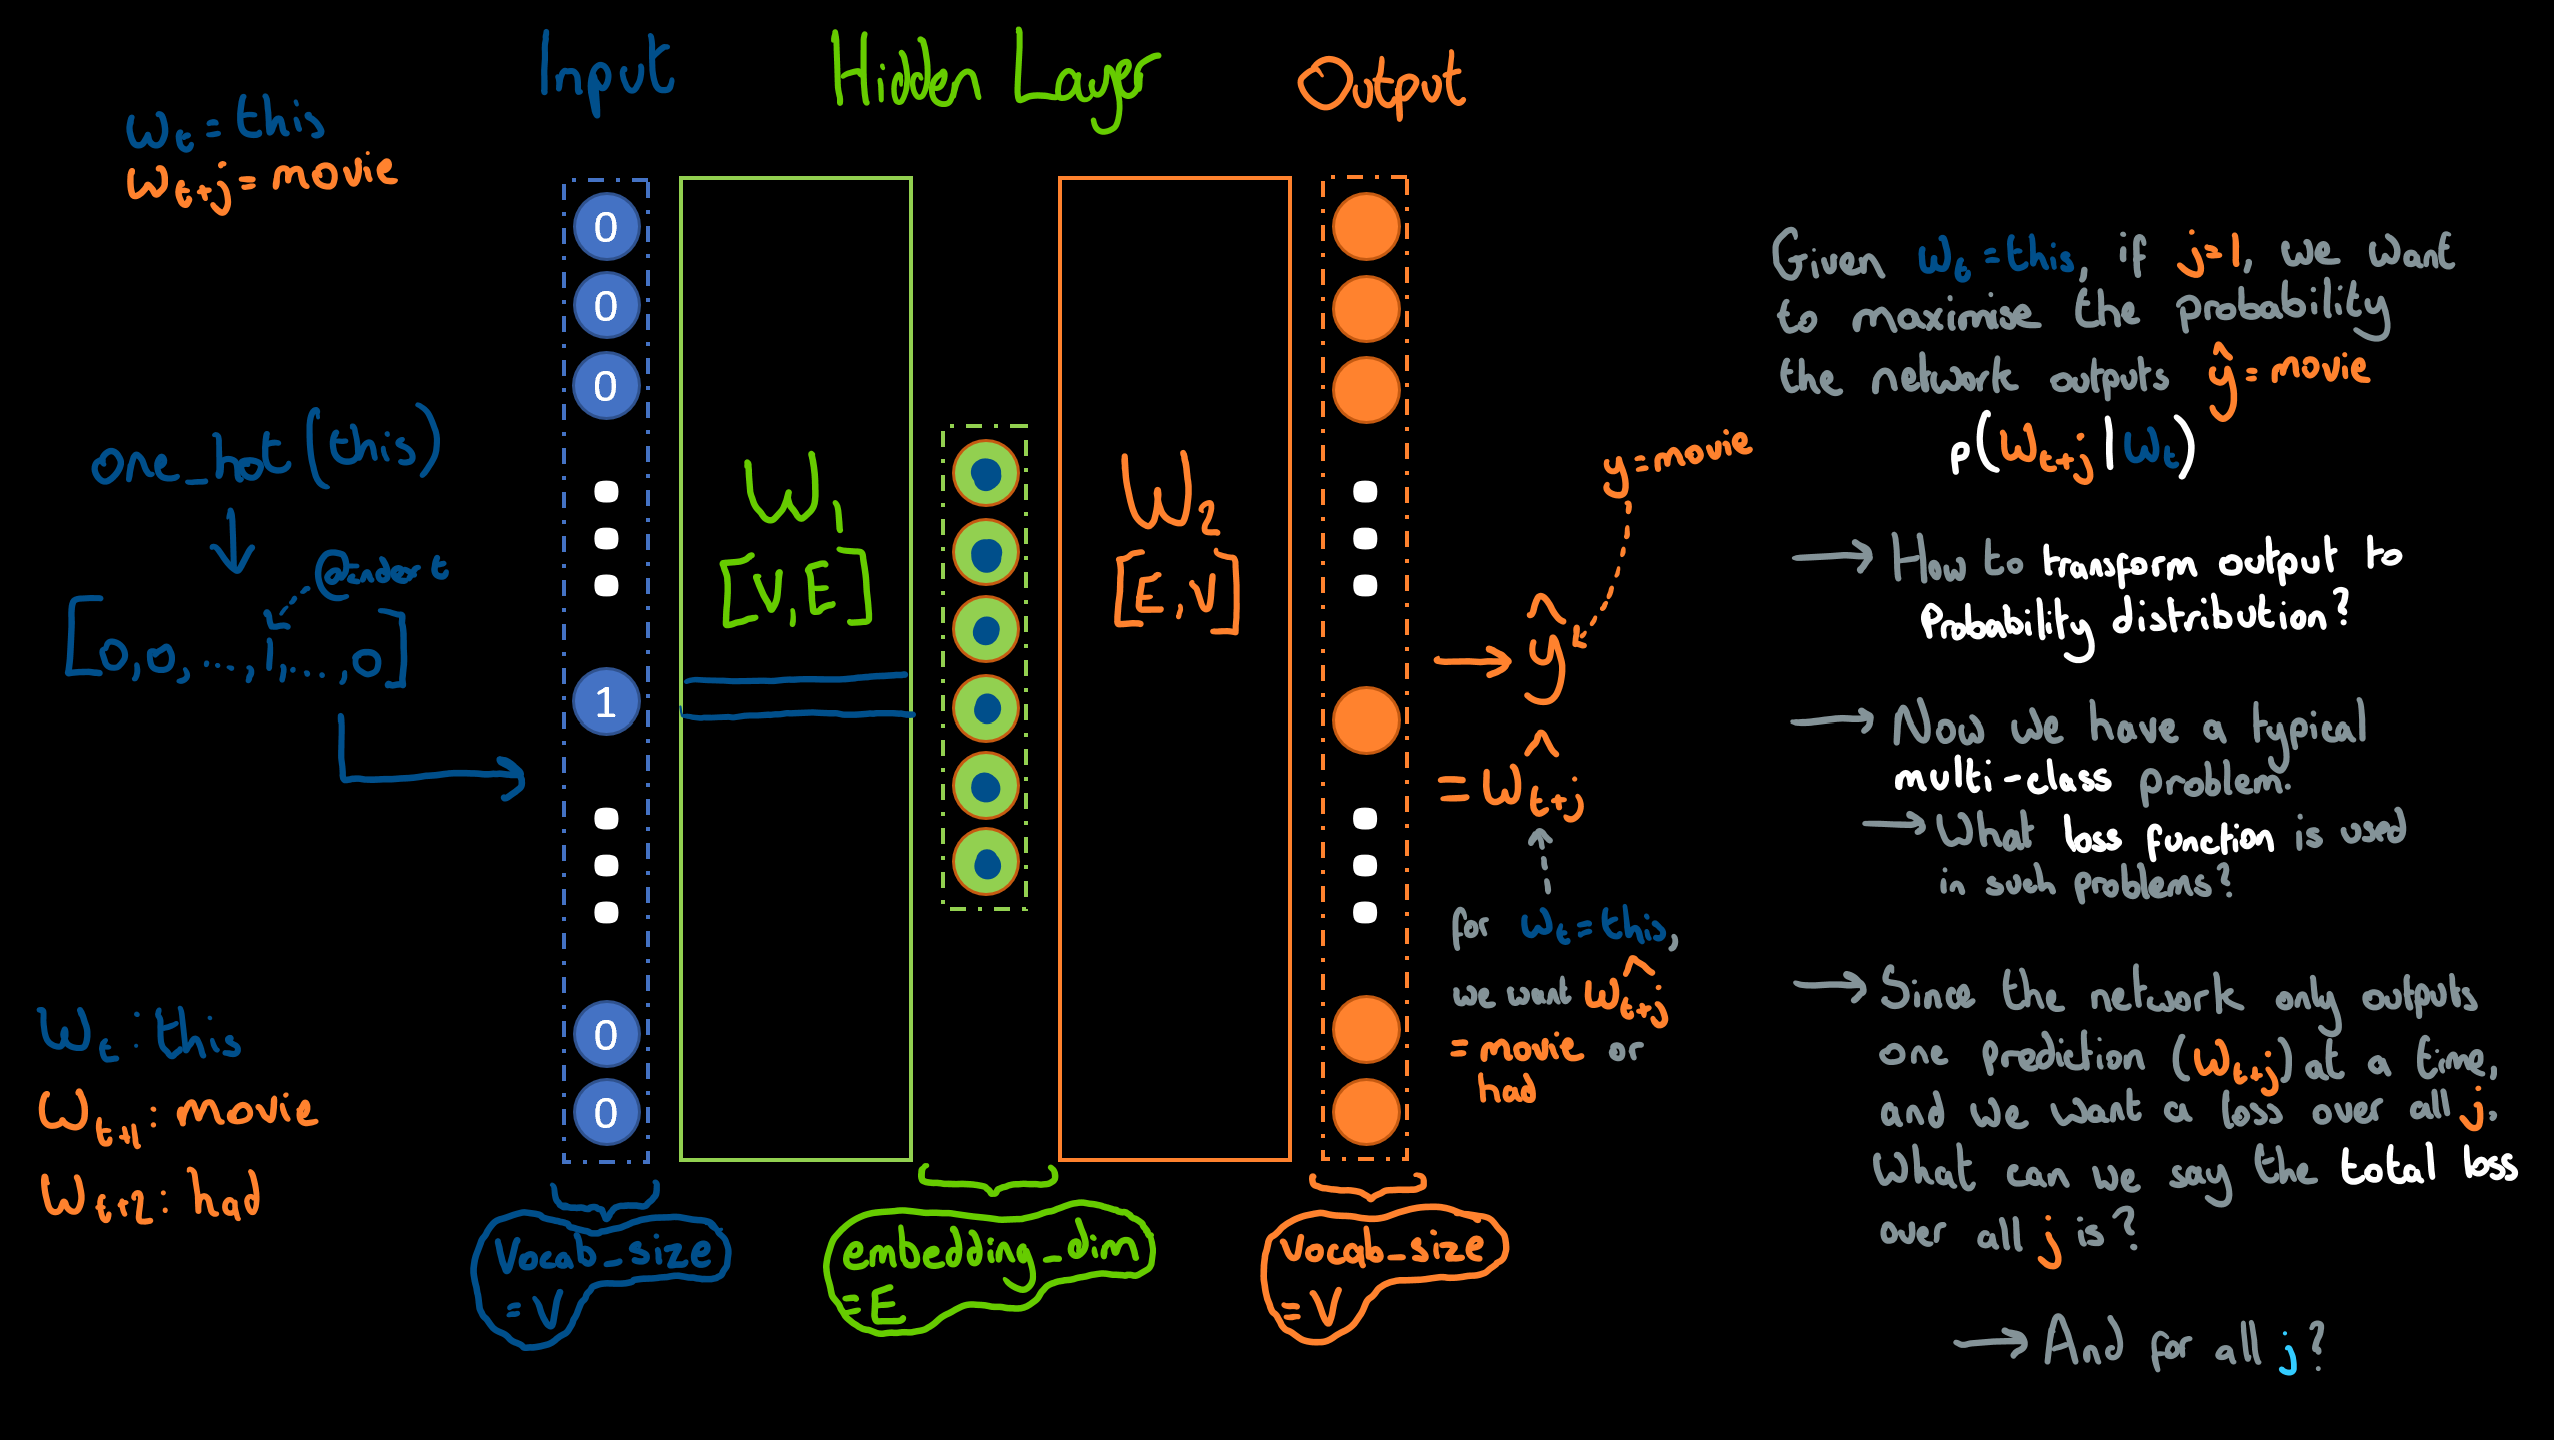 Input
Hidden Layer
Output
w_t = this
w_{t+j} = movie
one_hot(this)
@index t
[0,0,...,1,...,0]
w_t : this
w_{t+1} : movie
w_{t+2} : had
0
0
0
1
0
0
W_1
[V,E]
W_2
[E,V]
Vocab_size
= V
embedding_dim
= E
Vocab_size
= V
y = movie
→ ŷ
= ŵ_{t+j}
for w_t = this,
we want ŵ_{t+j}
= movie or
had
Given w_t = this, if j=1, we want
to maximise the probability
the network outputs ŷ = movie
p(w_{t+j} | w_t)
→ How to transform output to
Probability distribution?
→ Now we have a typical
multi-class problem.
→ What loss function is used
in such problems?
→ Since the network only outputs
one prediction (w_{t+j}) at a time,
and we want a loss over all j.
What can we say the total loss
over all j is?
→ And for all j?